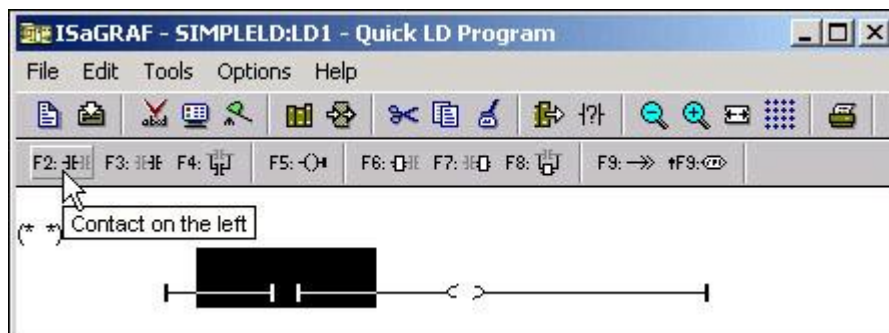 ISaGRAF - SIMPLELD:LD1 - Quick LD Program
File Edit Tools Options Help
F2: F3: F4: F5: F6: F7: F8: F9: ↑F9:
Contact on the left
(* *)